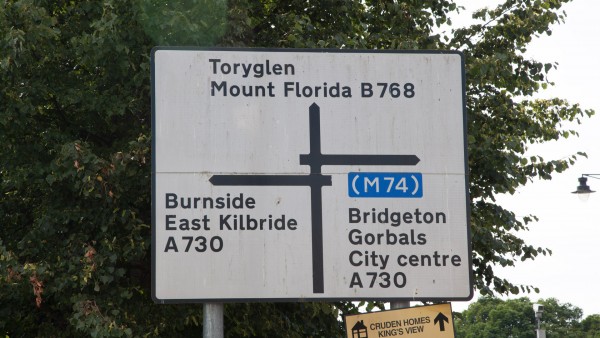 Toryglen
Mount Florida B768
(M74)
Burnside
East Kilbride
A730
Bridgeton
Gorbals
City centre
A730
CRUDEN HOMES
KING'S VIEW